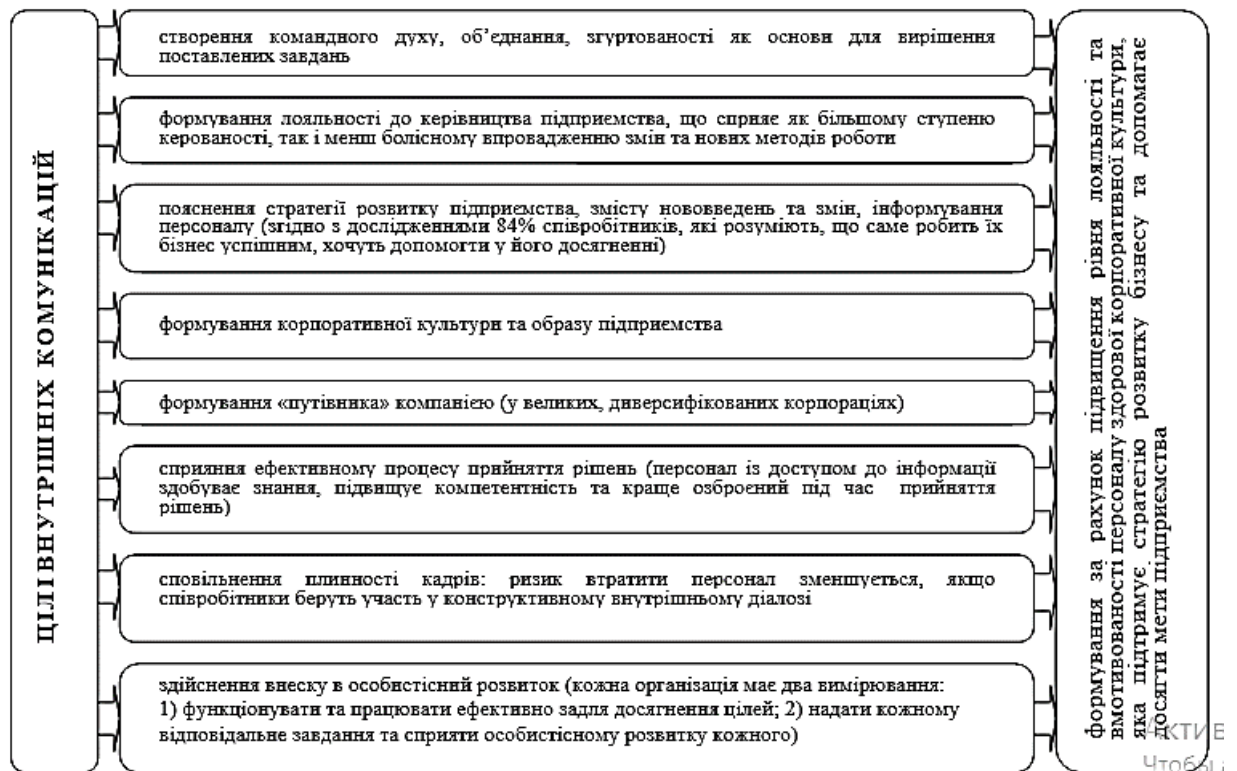 ЦІЛІВНУТРІШНІХ КОМУНІКАЦІЙ
створення командного духу, об’єднання, згуртованості як основи для вирішення
поставлених завдань
формування лояльності до керівництва підприємства, що сприяє як більшому ступеню
керованості, так і менш болісному впровадженню змін та нових методів роботи
пояснення стратегії розвитку підприємства, змісту нововведень та змін, інформування
персоналу (згідно з дослідженнями 84% співробітників, які розуміють, що саме робить їх
бізнес успішним, хочуть допомогти у його досягненні)
формування корпоративної культури та образу підприємства
формування «путівника» компанією (у великих, диверсифікованих корпораціях)
сприяння ефективному процесу прийняття рішень (персонал із доступом до інформації
здобуває знання, підвищує компетентність та краще озброєний під час прийняття
рішень)
сповільнення плинності кадрів: ризик втратити персонал зменшується, якщо
співробітники беруть участь у конструктивному внутрішньому діалозі
здійснення внеску в особистісний розвиток (кожна організація має два вимірювання:
1) функціонувати та працювати ефективно задля досягнення цілей; 2) надати кожному
відповідальне завдання та сприяти особистісному розвитку кожного)
формування за рахунок підвищення рівня лояльності та
вмотивованості персоналу здорової корпоративної культури,
яка підтримує стратегію розвитку бізнесу та допомагає
досягти мети підприємства